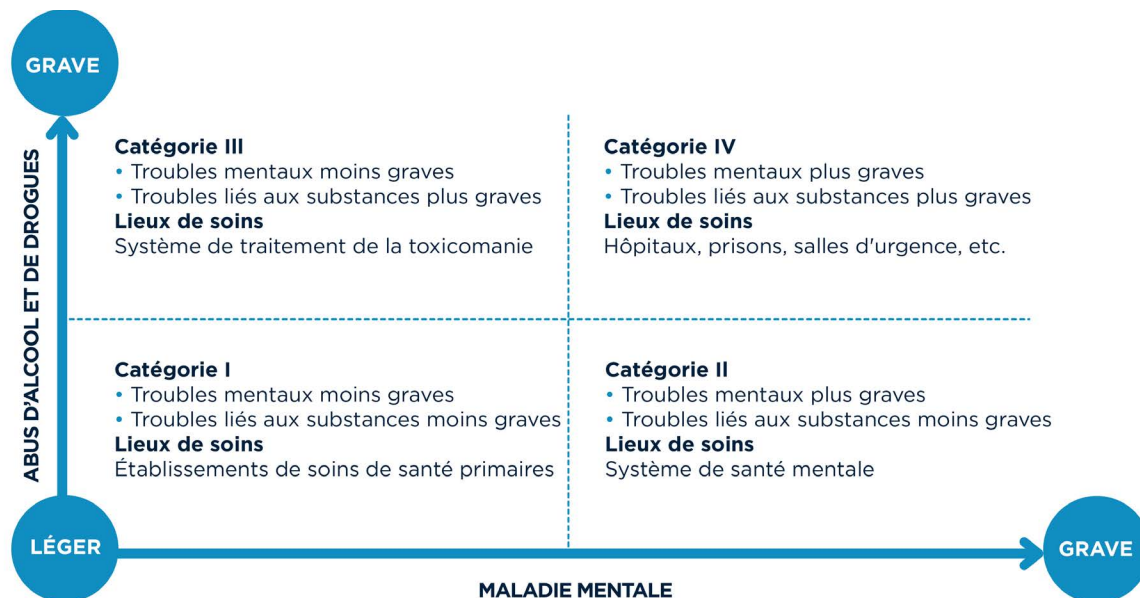 GRAVE
ABUS D'ALCOOL ET DE DROGUES
Catégorie III
• Troubles mentaux moins graves
• Troubles liés aux substances plus graves
Lieux de soins
Système de traitement de la toxicomanie
Catégorie IV
• Troubles mentaux plus graves
• Troubles liés aux substances plus graves
Lieux de soins
Hôpitaux, prisons, salles d'urgence, etc.
Catégorie I
• Troubles mentaux moins graves
• Troubles liés aux substances moins graves
Lieux de soins
Établissements de soins de santé primaires
Catégorie II
• Troubles mentaux plus graves
• Troubles liés aux substances moins graves
Lieux de soins
Système de santé mentale
LÉGER
GRAVE
MALADIE MENTALE